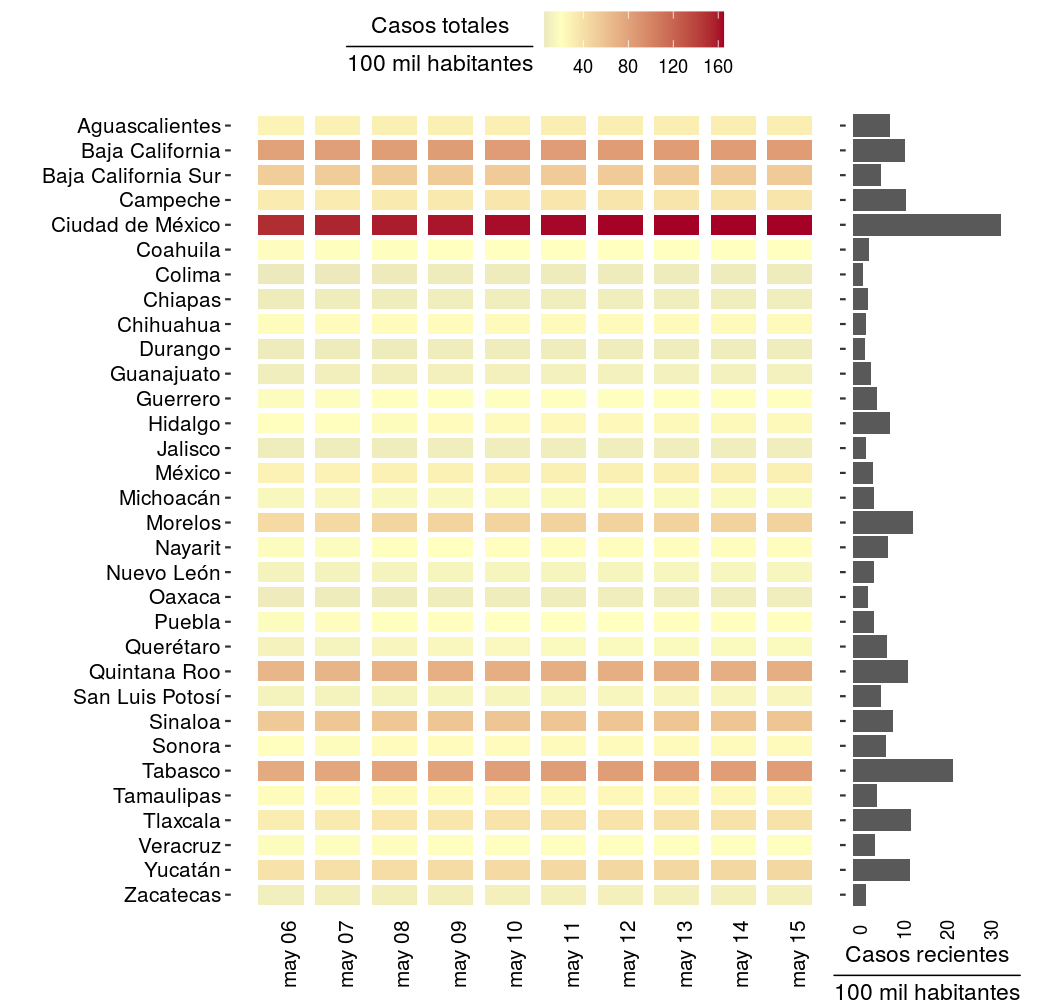 Casos totales
100 mil habitantes
40 80 120 160
Aguascalientes
Baja California
Baja California Sur
Campeche
Ciudad de México
Coahuila
Colima
Chiapas
Chihuahua
Durango
Guanajuato
Guerrero
Hidalgo
Jalisco
México
Michoacán
Morelos
Nayarit
Nuevo León
Oaxaca
Puebla
Querétaro
Quintana Roo
San Luis Potosí
Sinaloa
Sonora
Tabasco
Tamaulipas
Tlaxcala
Veracruz
Yucatán
Zacatecas
may 06
may 07
may 08
may 09
may 10
may 11
may 12
may 13
may 14
may 15
0
10
20
30
Casos recientes
100 mil habitantes